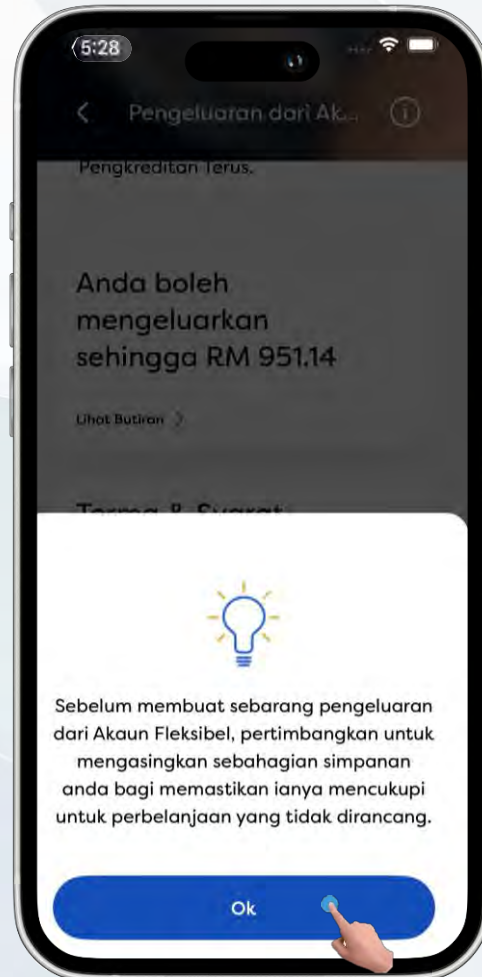 5:28
Pengeluaran dari Ak...
Pengkreditan Terus.
Anda boleh
mengeluarkan
sehingga RM 951.14
Lihat Butiran
Terma & Syarat
Sebelum membuat sebarang pengeluaran
dari Akaun Fleksibel, pertimbangkan untuk
mengasingkan sebahagian simpanan
anda bagi memastikan ianya mencukupi
untuk perbelanjaan yang tidak dirancang.
Ok